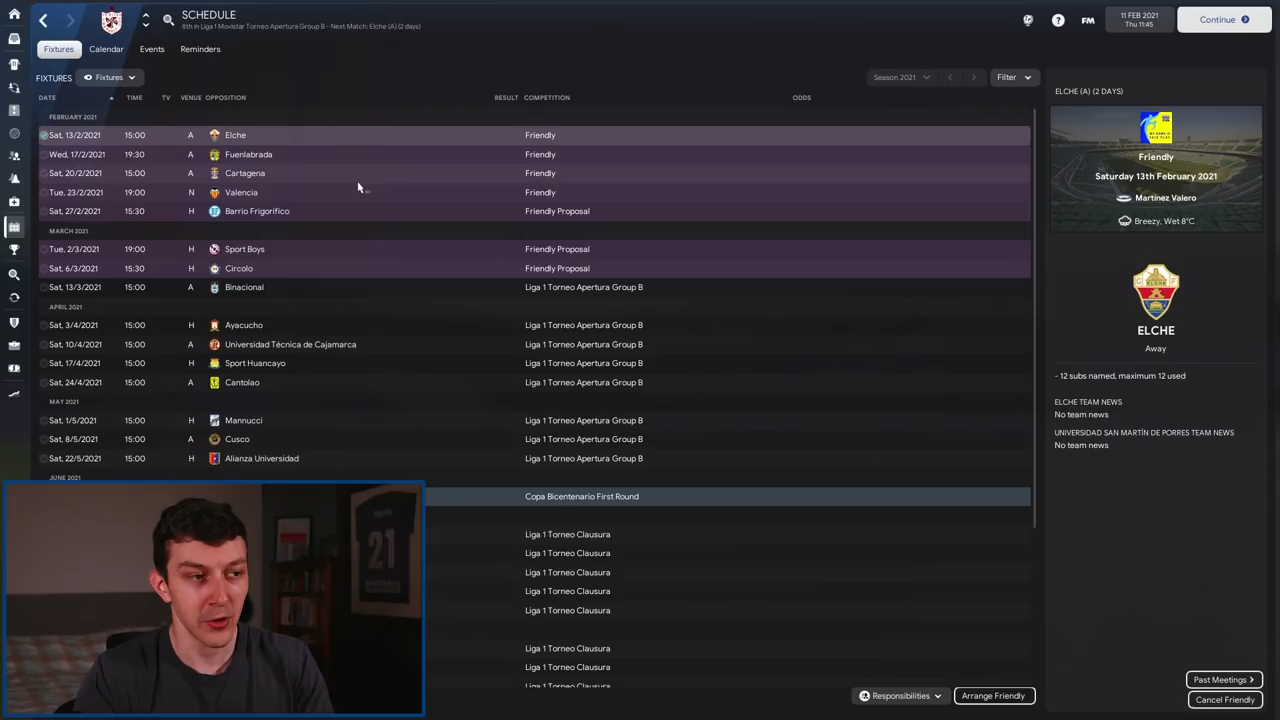 SCHEDULE
8th in Liga 1 Movistar Torneo Apertura Group B - Next Match: Elche (A) (2 days)
FM
11 FEB 2021
Thu 11:45
Continue
Fixtures Calendar Events Reminders
FIXTURES Fixtures Season 2021 Filter
DATE TIME TV VENUE OPPOSITION RESULT COMPETITION ODDS
FEBRUARY 2021
Sat, 13/2/2021 15:00 A Elche Friendly
Wed, 17/2/2021 19:30 A Fuenlabrada Friendly
Sat, 20/2/2021 15:00 A Cartagena Friendly
Tue, 23/2/2021 19:00 N Valencia Friendly
Sat, 27/2/2021 15:30 H Barrio Frigorífico Friendly Proposal
MARCH 2021
Tue, 2/3/2021 19:00 H Sport Boys Friendly Proposal
Sat, 6/3/2021 15:30 H Circolo Friendly Proposal
Sat, 13/3/2021 15:00 A Binacional Liga 1 Torneo Apertura Group B
APRIL 2021
Sat, 3/4/2021 15:00 H Ayacucho Liga 1 Torneo Apertura Group B
Sat, 10/4/2021 15:00 A Universidad Técnica de Cajamarca Liga 1 Torneo Apertura Group B
Sat, 17/4/2021 15:00 H Sport Huancayo Liga 1 Torneo Apertura Group B
Sat, 24/4/2021 15:00 A Cantolao Liga 1 Torneo Apertura Group B
MAY 2021
Sat, 1/5/2021 15:00 H Mannucci Liga 1 Torneo Apertura Group B
Sat, 8/5/2021 15:00 A Cusco Liga 1 Torneo Apertura Group B
Sat, 22/5/2021 15:00 H Alianza Universidad Liga 1 Torneo Apertura Group B
JUNE 2021
Copa Bicentenario First Round
Liga 1 Torneo Clausura
Liga 1 Torneo Clausura
Liga 1 Torneo Clausura
Liga 1 Torneo Clausura
Liga 1 Torneo Clausura
Liga 1 Torneo Clausura
Liga 1 Torneo Clausura
Liga 1 Torneo Clausura
Responsibilities Arrange Friendly
ELCHE (A) (2 DAYS)
Friendly
Saturday 13th February 2021
Martínez Valero
Breezy, Wet 8°C
ELCHE
Away
- 12 subs named, maximum 12 used
ELCHE TEAM NEWS
No team news
UNIVERSIDAD SAN MARTÍN DE PORRES TEAM NEWS
No team news
Past Meetings
Cancel Friendly
21